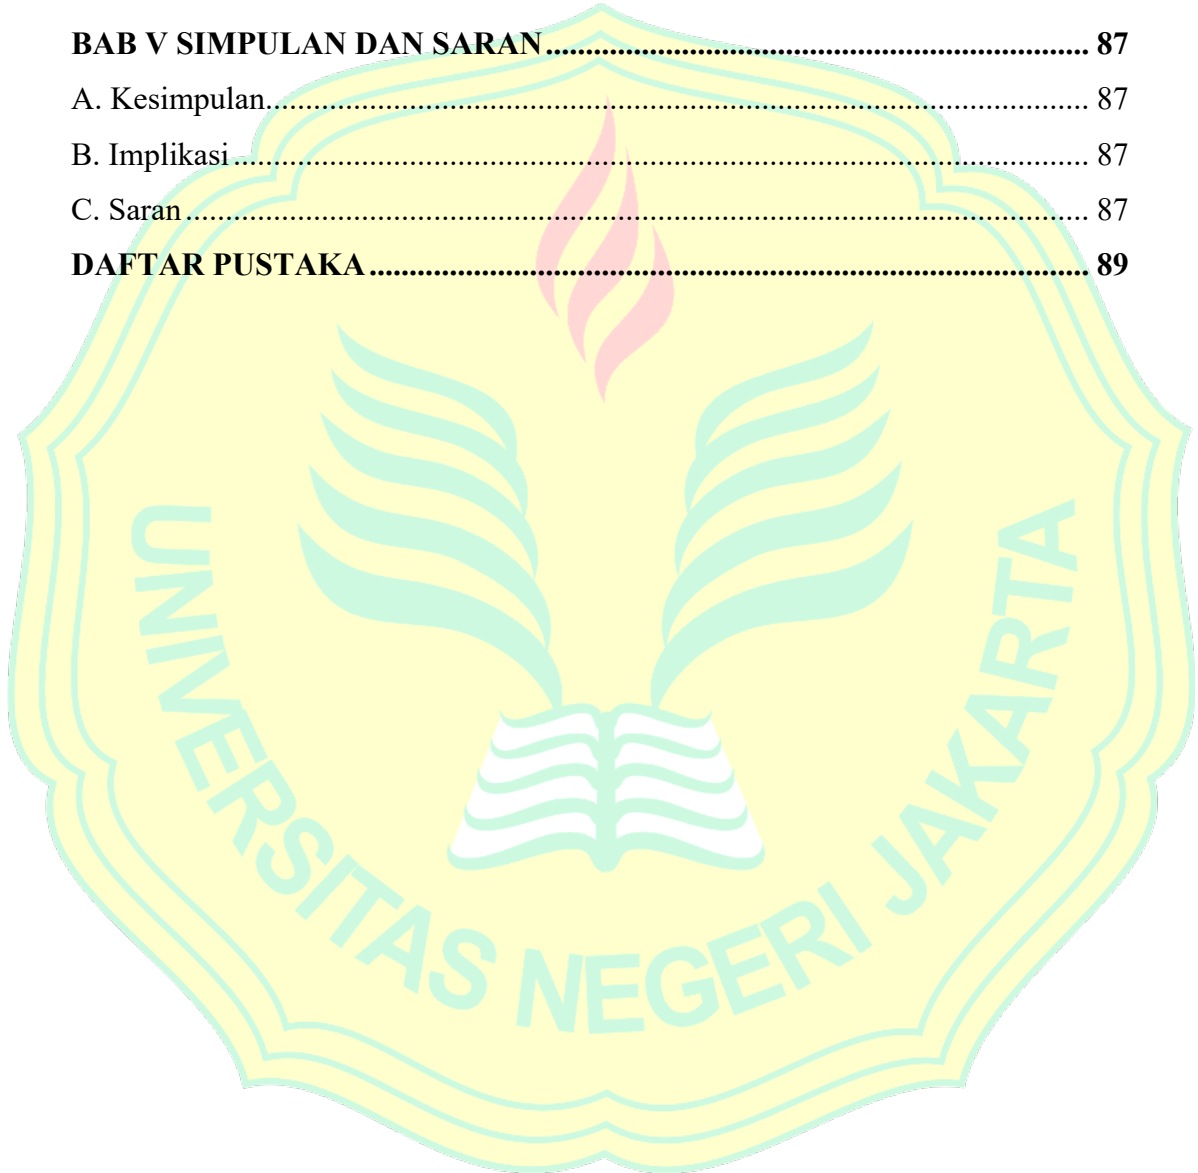 BAB V SIMPULAN DAN SARAN.................................................................... 87
A. Kesimpulan...................................................................................................... 87
B. Implikasi.......................................................................................................... 87
C. Saran................................................................................................................ 87
DAFTAR PUSTAKA.......................................................................................... 89
UNIVERSITAS NEGERI JAKARTA